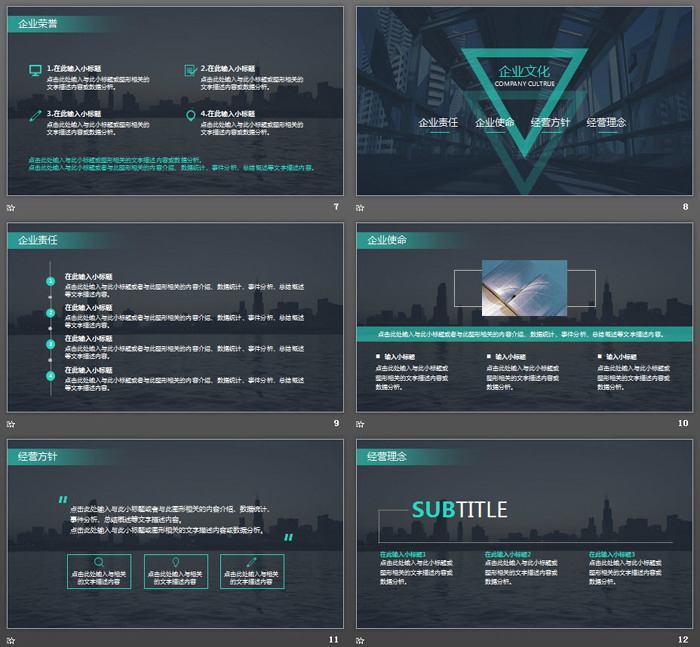 企业荣誉
1.在此输入小标题
点击此处输入与此小标题或图形相关的
文字描述内容或数据分析。
2.在此输入小标题
点击此处输入与此小标题或图形相关的
文字描述内容或数据分析。
3.在此输入小标题
点击此处输入与此小标题或图形相关的
文字描述内容或数据分析。
4.在此输入小标题
点击此处输入与此小标题或图形相关的
文字描述内容或数据分析。
点击此处输入与此小标题或图形相关的文字描述内容或数据分析。
点击此处输入与此小标题或者与此图形相关的内容介绍、数据统计、事件分析、总结概述等文字描述内容。
7
企业文化
COMPANY CULTRUE
企业责任
企业使命
经营方针
经营理念
8
企业责任
1
在此输入小标题
点击此处输入与此小标题或者与此图形相关的内容介绍、数据统计、事件分析、总结概述
等文字描述内容。
2
在此输入小标题
点击此处输入与此小标题或者与此图形相关的内容介绍、数据统计、事件分析、总结概述
等文字描述内容。
3
在此输入小标题
点击此处输入与此小标题或者与此图形相关的内容介绍、数据统计、事件分析、总结概述
等文字描述内容。
4
在此输入小标题
点击此处输入与此小标题或者与此图形相关的内容介绍、数据统计、事件分析、总结概述
等文字描述内容。
9
企业使命
点击此处输入与此小标题或者与此图形相关的内容介绍、数据统计、事件分析、总结概述等文字描述内容。
输入小标题
点击此处输入与此小标题或
图形相关的文字描述内容或
数据分析。
输入小标题
点击此处输入与此小标题或
图形相关的文字描述内容或
数据分析。
输入小标题
点击此处输入与此小标题或
图形相关的文字描述内容或
数据分析。
10
经营方针
点击此处输入与此小标题或者与此图形相关的内容介绍、数据统计、
事件分析、总结概述等文字描述内容。
点击此处输入与此小标题或图形相关的文字描述内容或数据分析。
点击此处输入与相关
的文字描述内容
点击此处输入与相关
的文字描述内容
点击此处输入与相关
的文字描述内容
11
经营理念
SUBTITLE
在此输入小标题1
点击此处输入与此小标题或
图形相关的文字描述内容或
数据分析。
在此输入小标题2
点击此处输入与此小标题或
图形相关的文字描述内容或
数据分析。
在此输入小标题3
点击此处输入与此小标题或
图形相关的文字描述内容或
数据分析。
12